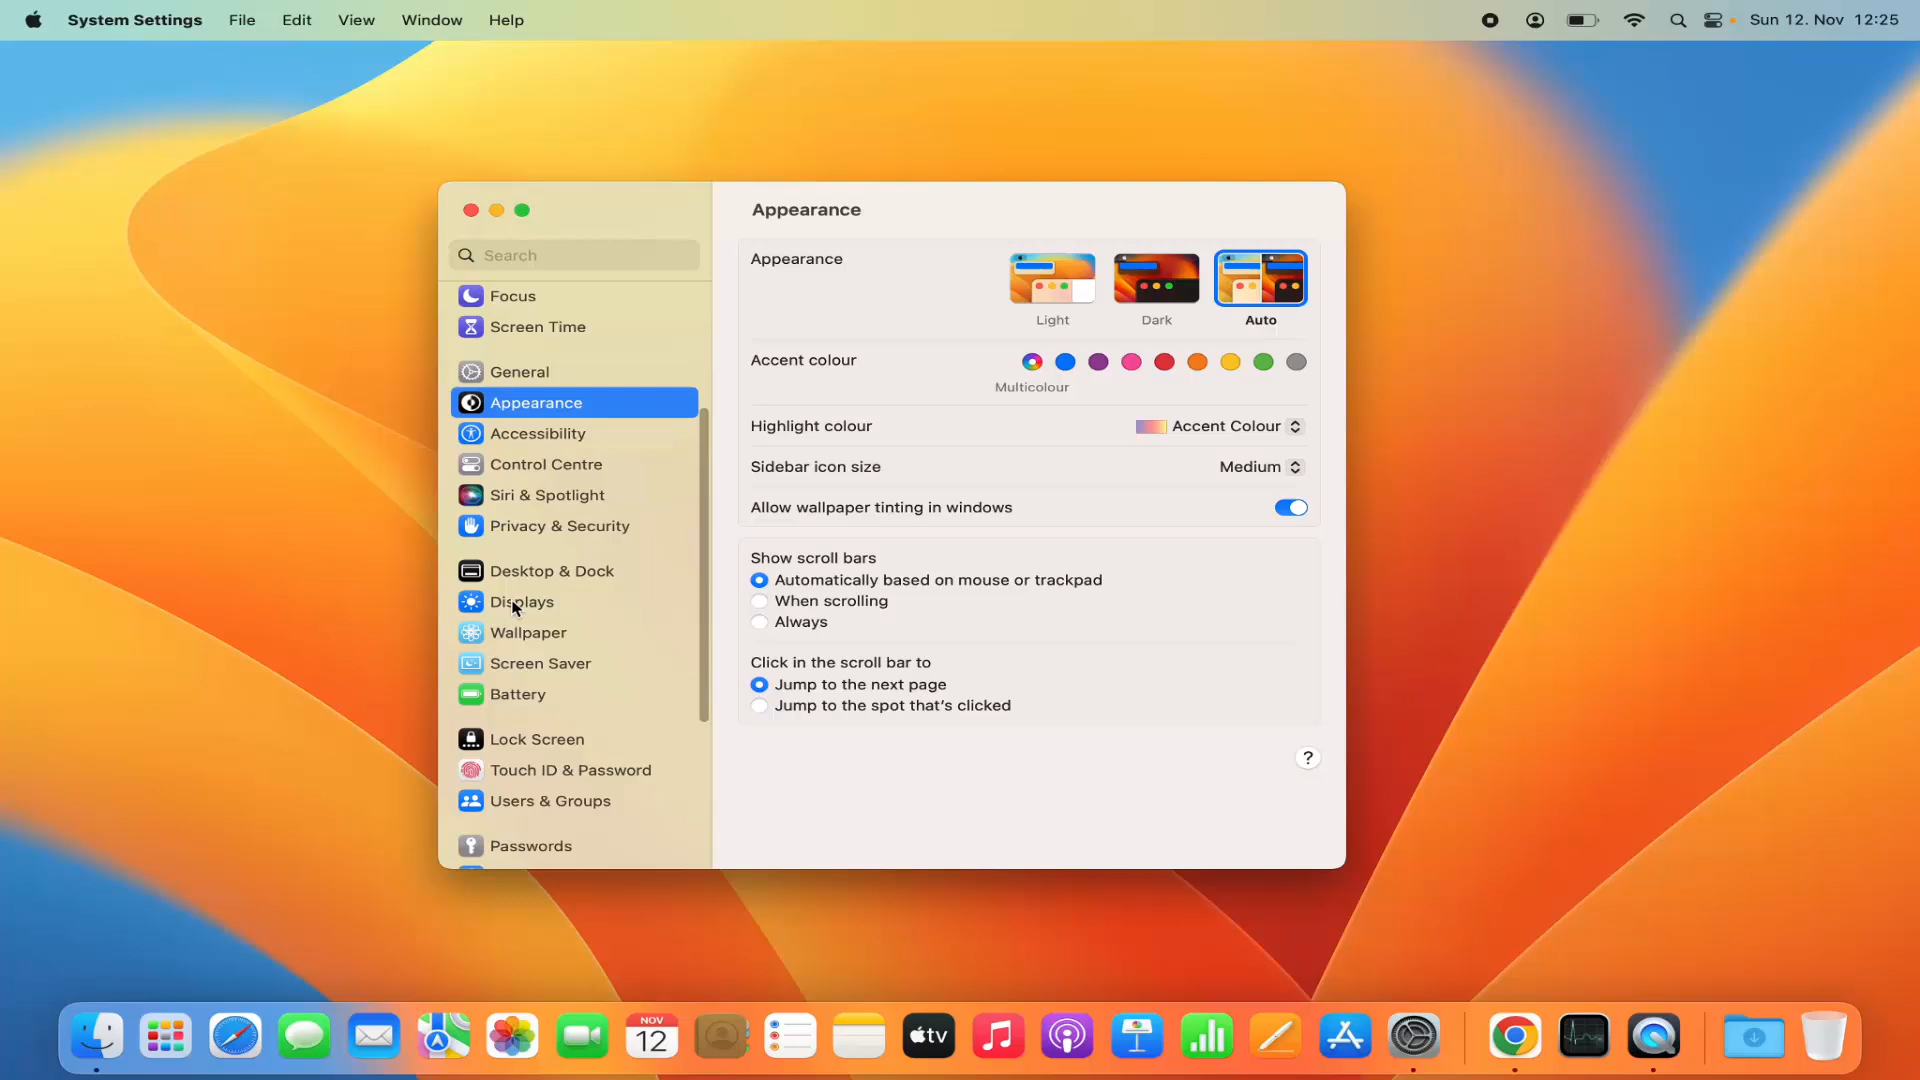 System Settings File Edit View Window Help Sun 12. Nov 12:25
Search
Focus
Screen Time
General
Appearance
Accessibility
Control Centre
Siri & Spotlight
Privacy & Security
Desktop & Dock
Displays
Wallpaper
Screen Saver
Battery
Lock Screen
Touch ID & Password
Users & Groups
Passwords
Appearance
Appearance
Light Dark Auto
Accent colour
Multicolour
Highlight colour Accent Colour
Sidebar icon size Medium
Allow wallpaper tinting in windows
Show scroll bars
Automatically based on mouse or trackpad
When scrolling
Always
Click in the scroll bar to
Jump to the next page
Jump to the spot that's clicked
?
NOV
12
tv